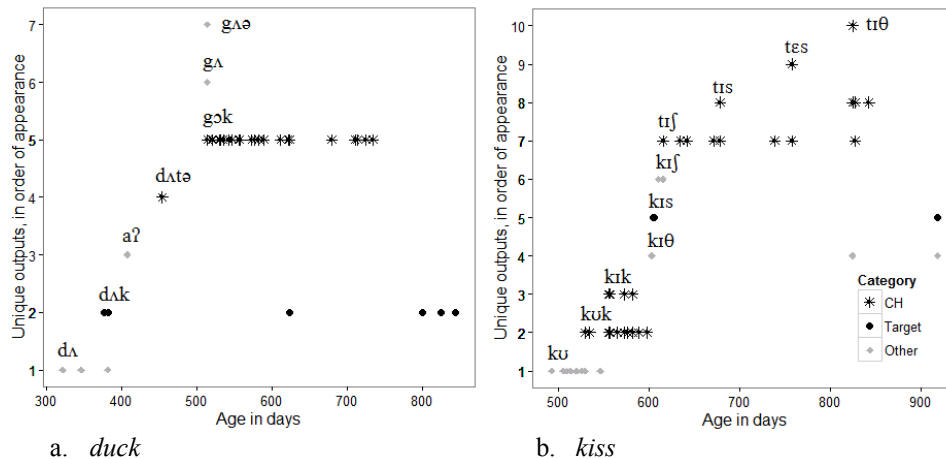 Unique outputs, in order of appearance
7
6
5
4
3
2
1
gʌə
gʌ
gɔk
dʌtə
aʔ
dʌk
dʌ
300 400 500 600 700 800
Age in days
a. duck
Unique outputs, in order of appearance
10
9
8
7
6
5
4
3
2
1
tɪθ
tɛs
tɪs
tɪʃ
kɪʃ
kɪs
kɪθ
kɪk
kʊk
kʊ
Category
CH
Target
Other
500 600 700 800 900
Age in days
b. kiss